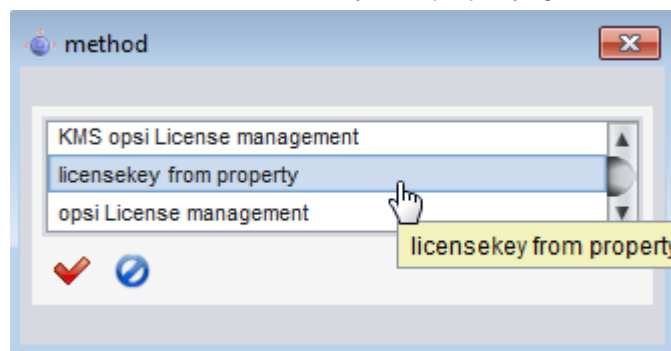 method
KMS opsi License management
licensekey from property
opsi License management
licensekey from property